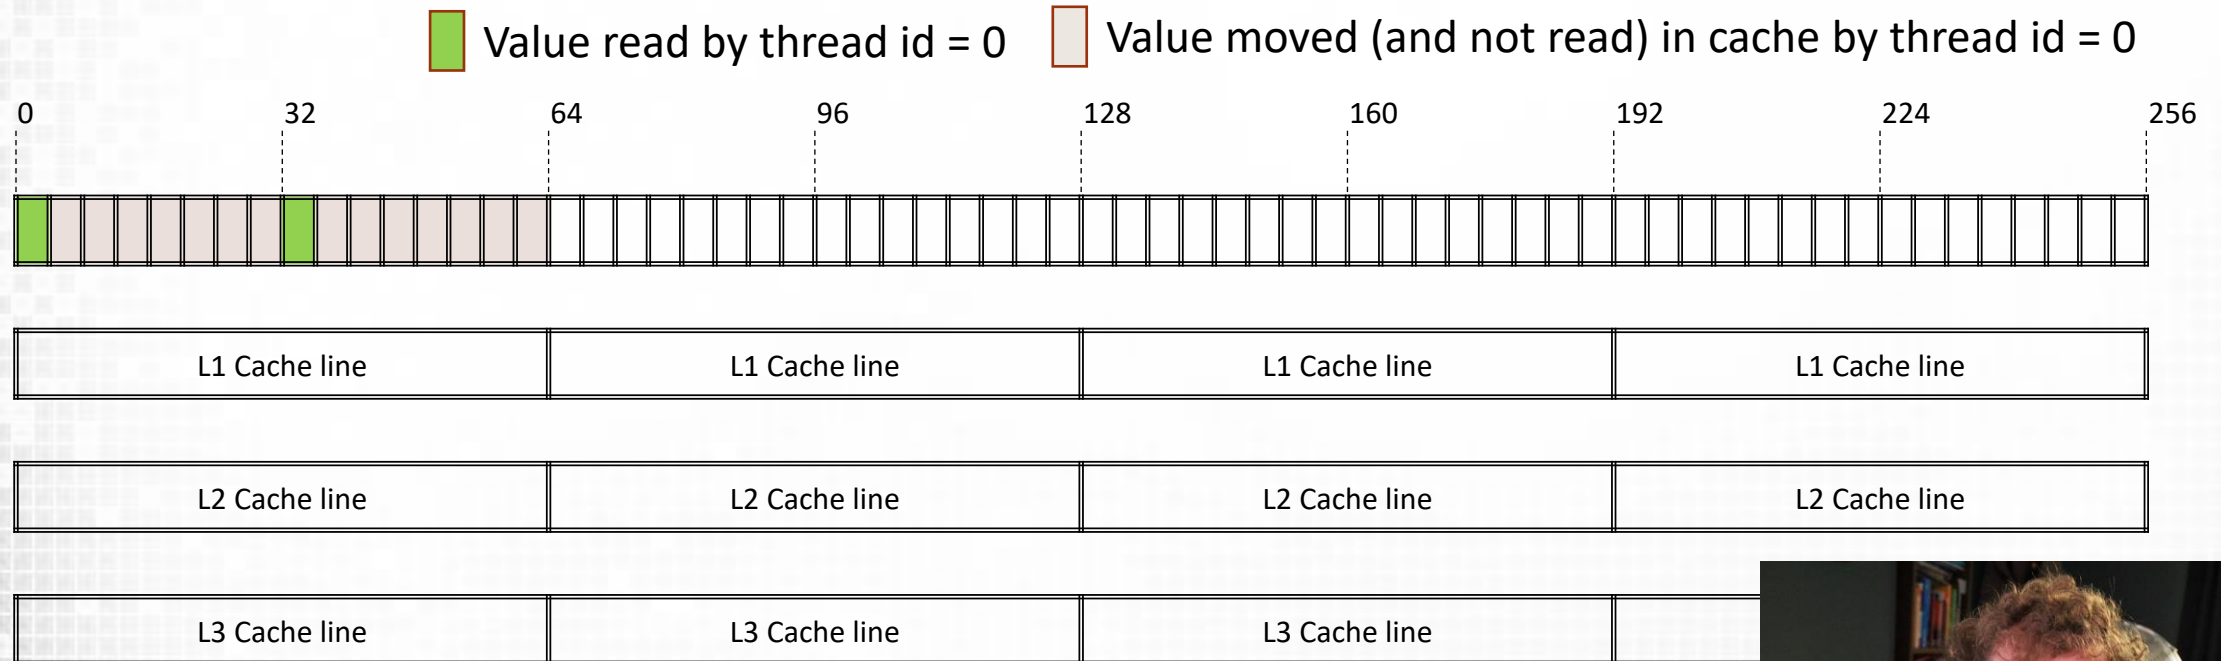 Value read by thread id = 0 Value moved (and not read) in cache by thread id = 0
0 32 64 96 128 160 192 224 256
L1 Cache line L1 Cache line L1 Cache line L1 Cache line
L2 Cache line L2 Cache line L2 Cache line L2 Cache line
L3 Cache line L3 Cache line L3 Cache line